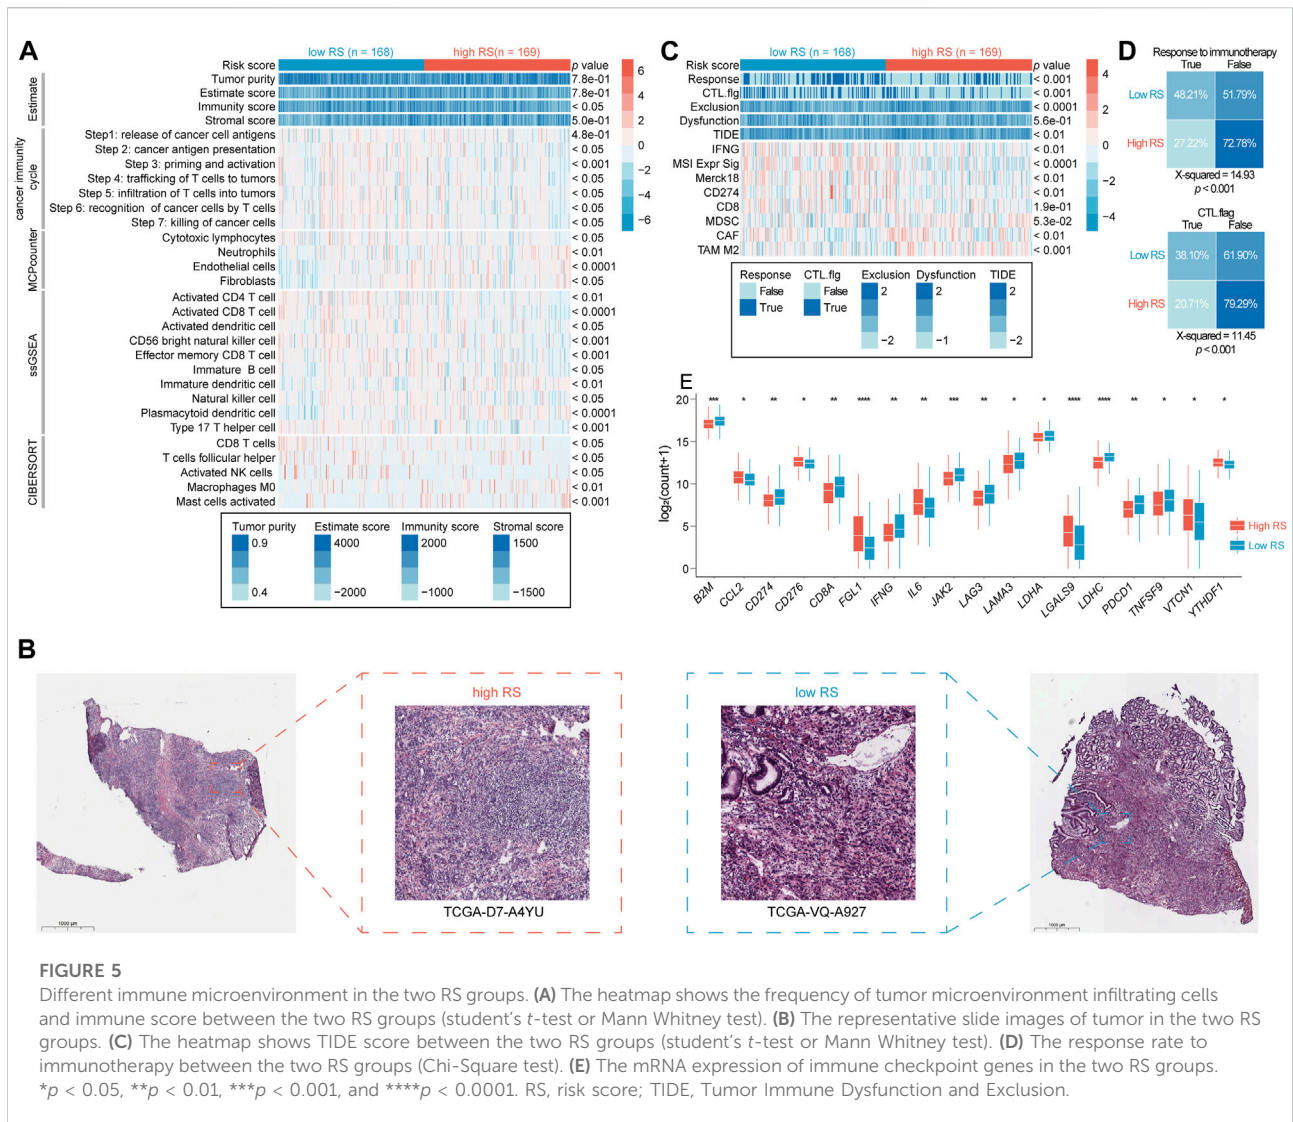 A
low RS (n = 168)
high RS(n = 169)
Risk score
p value
Estimate
Tumor purity
7.8e-01
Estimate score
7.8e-01
Immunity score
< 0.05
Stromal score
5.0e-01
cancer immunity cycle
Step1: release of cancer cell antigens
4.8e-01
Step 2: cancer antigen presentation
< 0.05
Step 3: priming and activation
< 0.001
Step 4: trafficking of T cells to tumors
< 0.05
Step 5: infiltration of T cells into tumors
< 0.05
Step 6: recognition of cancer cells by T cells
< 0.05
Step 7: killing of cancer cells
< 0.05
MCPcounter
Cytotoxic lymphocytes
< 0.05
Neutrophils
< 0.01
Endothelial cells
< 0.0001
Fibroblasts
< 0.05
ssGSEA
Activated CD4 T cell
< 0.01
Activated CD8 T cell
< 0.0001
Activated dendritic cell
< 0.05
CD56 bright natural killer cell
< 0.001
Effector memory CD8 T cell
< 0.001
Immature B cell
< 0.05
Immature dendritic cell
< 0.01
Natural killer cell
< 0.05
Plasmacytoid dendritic cell
< 0.0001
Type 17 T helper cell
< 0.001
CIBERSORT
CD8 T cells
< 0.05
T cells follicular helper
< 0.05
Activated NK cells
< 0.05
Macrophages M0
< 0.01
Mast cells activated
< 0.001
6
4
2
0
−2
−4
−6
Tumor purity
0.9
0.4
Estimate score
4000
−2000
Immunity score
2000
−1000
Stromal score
1500
−1500
C
low RS (n = 168)
high RS (n = 169)
Risk score
p value
Response
< 0.001
CTL.flg
< 0.001
Exclusion
< 0.0001
Dysfunction
5.6e-01
TIDE
< 0.01
IFNG
< 0.01
MSI Expr Sig
< 0.0001
Merck18
< 0.01
CD274
< 0.01
CD8
1.9e-01
MDSC
5.3e-02
CAF
< 0.01
TAM M2
< 0.001
4
2
0
−2
−4
Response
False
True
CTL.flg
False
True
Exclusion
2
−2
Dysfunction
2
−1
TIDE
2
−2
D
Response to immunotherapy
True
False
Low RS
48.21%
51.79%
High RS
27.22%
72.78%
X-squared = 14.93
p < 0.001
CTL.flag
True
False
Low RS
38.10%
61.90%
High RS
20.71%
79.29%
X-squared = 11.45
p < 0.001
E
log2(count+1)
20
15
10
5
0
*** * ** * ** **** ** ** *** ** * * **** **** ** * * *
B2M
CCL2
CD274
CD276
CD8A
FGL1
IFNG
IL6
JAK2
LAG3
LAMA3
LDHA
LGALS9
LDHC
PDCD1
TNFSF9
VTCN1
YTHDF1
High RS
Low RS
B
1000 µm
high RS
TCGA-D7-A4YU
low RS
TCGA-VQ-A927
1000 µm
FIGURE 5
Different immune microenvironment in the two RS groups. (A) The heatmap shows the frequency of tumor microenvironment infiltrating cells
and immune score between the two RS groups (student's t-test or Mann Whitney test). (B) The representative slide images of tumor in the two RS
groups. (C) The heatmap shows TIDE score between the two RS groups (student's t-test or Mann Whitney test). (D) The response rate to
immunotherapy between the two RS groups (Chi-Square test). (E) The mRNA expression of immune checkpoint genes in the two RS groups.
*p < 0.05, **p < 0.01, ***p < 0.001, and ****p < 0.0001. RS, risk score; TIDE, Tumor Immune Dysfunction and Exclusion.